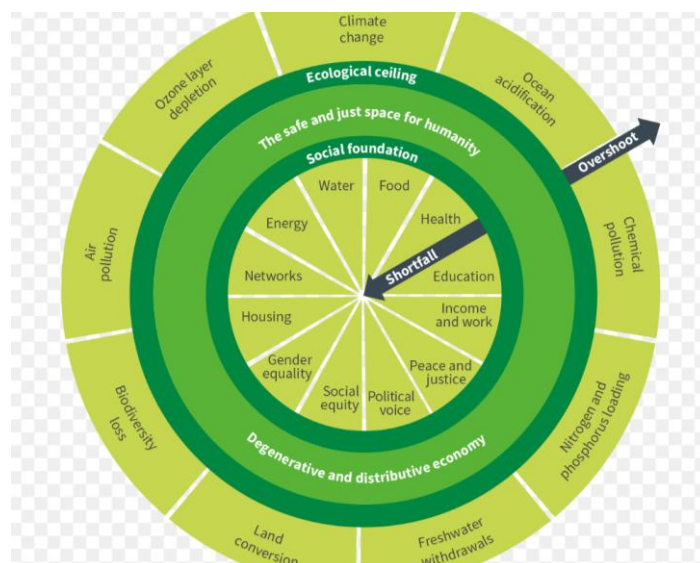 Climate
change
Ocean
acidification
Chemical
pollution
Nitrogen and
phosphorus loading
Freshwater
withdrawals
Land
conversion
Biodiversity
loss
Air
pollution
Ozone layer
depletion
Ecological ceiling
The safe and just space for humanity
Social foundation
Overshoot
Shortfall
Water
Food
Health
Education
Income
and work
Peace and
justice
Political
voice
Social
equity
Gender
equality
Housing
Networks
Energy
Degenerative and distributive economy